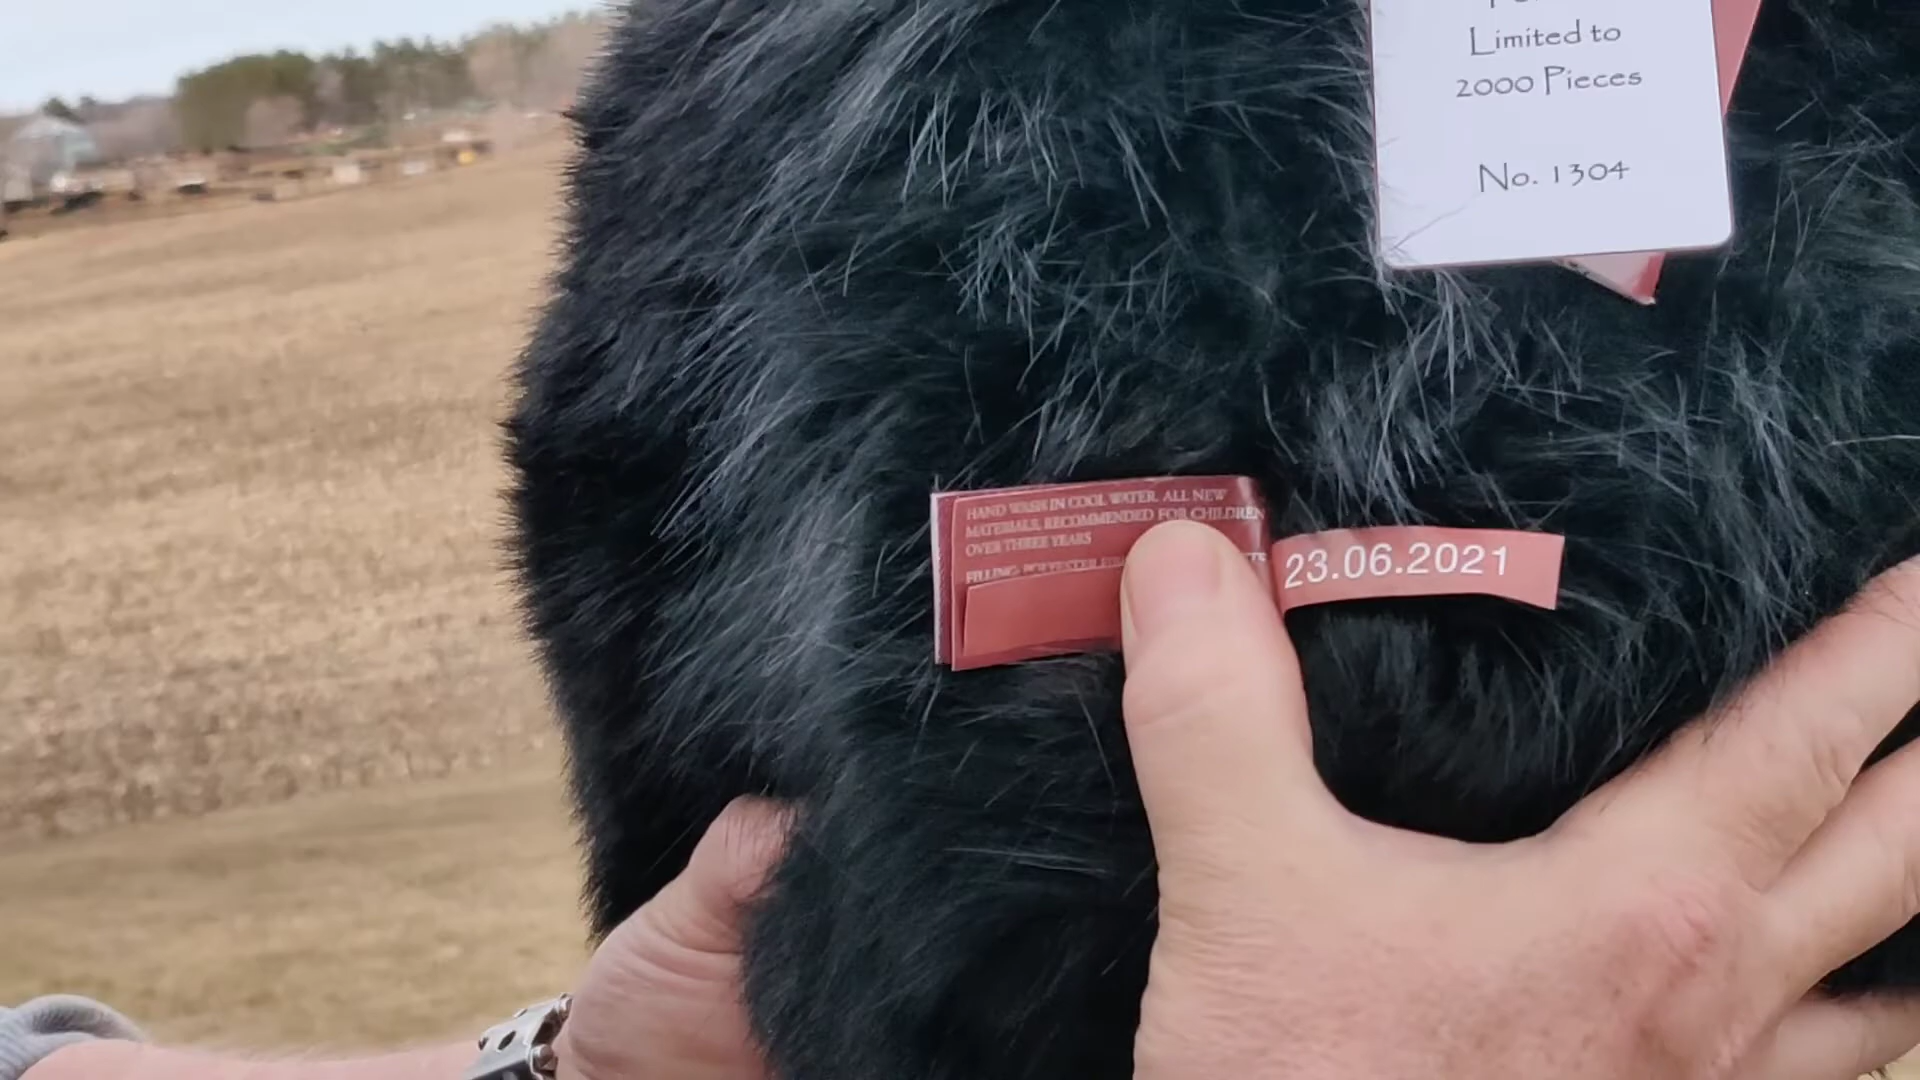 Limited to
2000 Pieces
No. 1304
HAND WASH IN COOL WATER. ALL NEW
MATERIALS, RECOMMENDED FOR CHILDREN
OVER THREE YEARS
FILLING: POLYESTER
23.06.2021